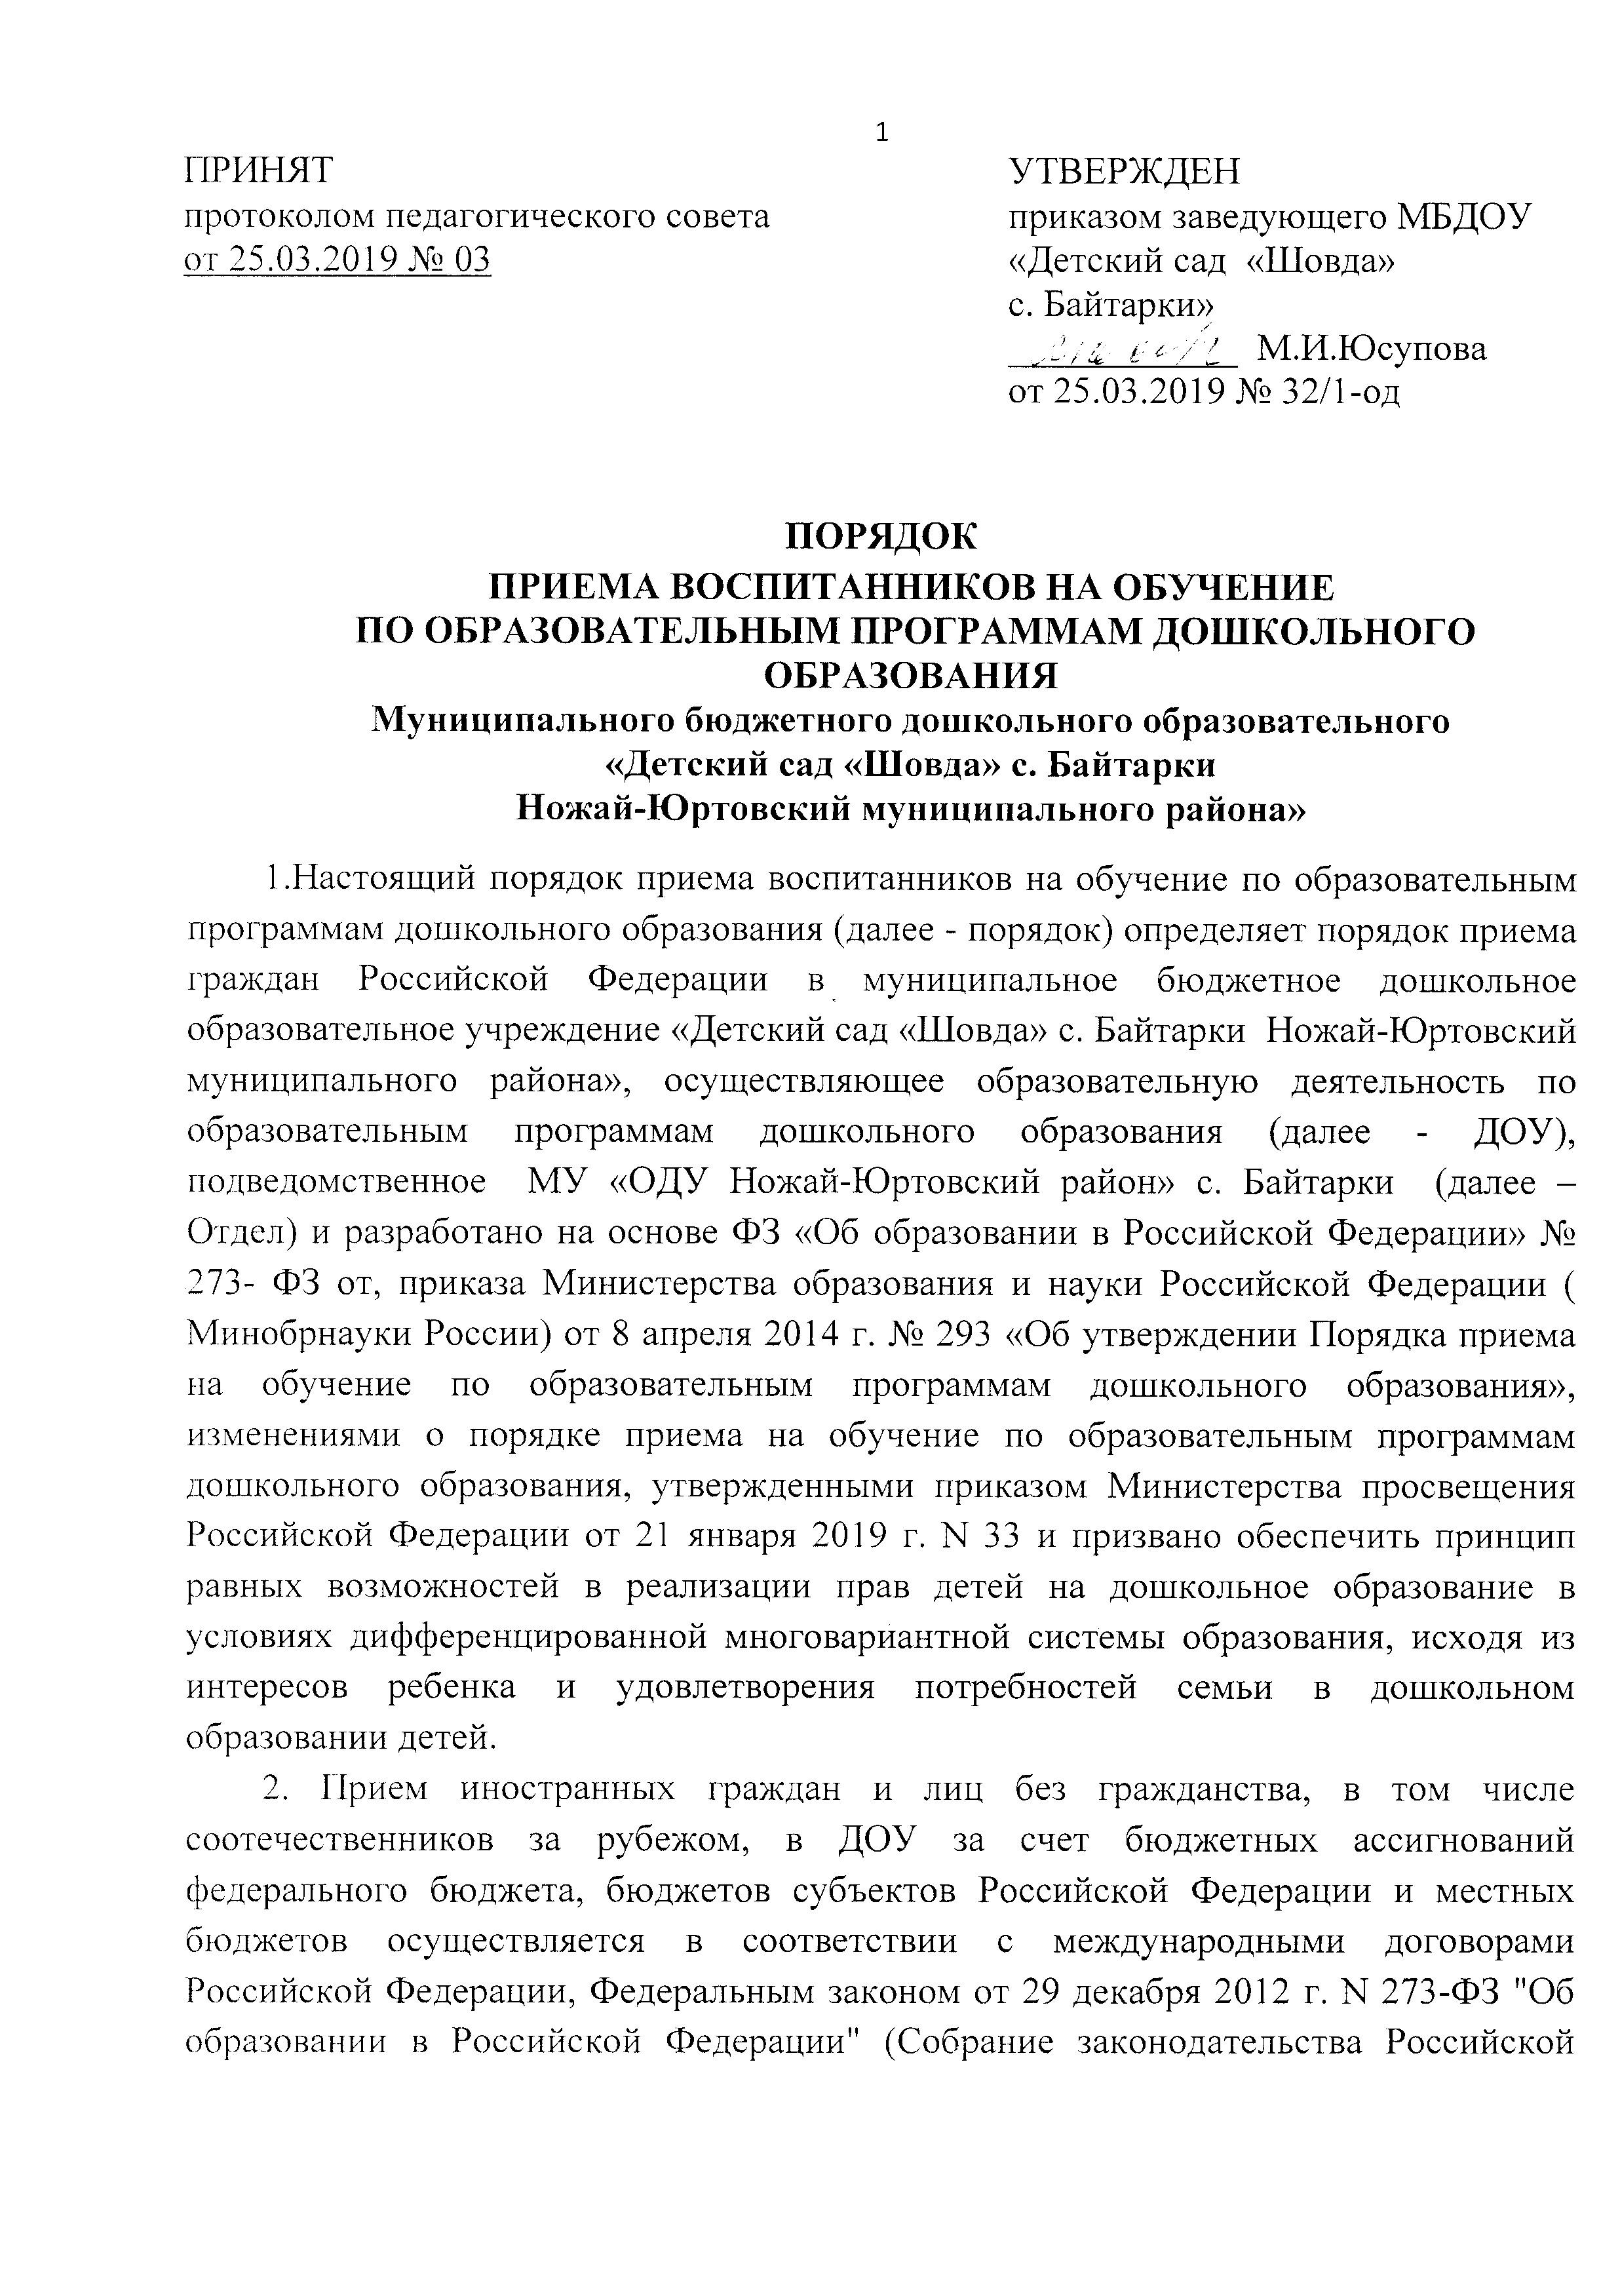 1
ПРИНЯТ
протоколом педагогического совета
от 25.03.2019 № 03
УТВЕРЖДЕН
приказом заведующего МБДОУ
«Детский сад «Шовда»
с. Байтарки»
М.И.Юсупова
от 25.03.2019 № 32/1-од
ПОРЯДОК
ПРИЕМА ВОСПИТАННИКОВ НА ОБУЧЕНИЕ
ПО ОБРАЗОВАТЕЛЬНЫМ ПРОГРАММАМ ДОШКОЛЬНОГО
ОБРАЗОВАНИЯ
Муниципального бюджетного дошкольного образовательного
«Детский сад «Шовда» с. Байтарки
Ножай-Юртовский муниципального района»
1.Настоящий порядок приема воспитанников на обучение по образовательным
программам дошкольного образования (далее - порядок) определяет порядок приема
граждан Российской Федерации в муниципальное бюджетное дошкольное
образовательное учреждение «Детский сад «Шовда» с. Байтарки Ножай-Юртовский
муниципального района», осуществляющее образовательную деятельность по
образовательным программам дошкольного образования (далее - ДОУ),
подведомственное МУ «ОДУ Ножай-Юртовский район» с. Байтарки (далее –
Отдел) и разработано на основе ФЗ «Об образовании в Российской Федерации» №
273- ФЗ от, приказа Министерства образования и науки Российской Федерации (
Минобрнауки России) от 8 апреля 2014 г. № 293 «Об утверждении Порядка приема
на обучение по образовательным программам дошкольного образования»,
изменениями о порядке приема на обучение по образовательным программам
дошкольного образования, утвержденными приказом Министерства просвещения
Российской Федерации от 21 января 2019 г. N 33 и призвано обеспечить принцип
равных возможностей в реализации прав детей на дошкольное образование в
условиях дифференцированной многовариантной системы образования, исходя из
интересов ребенка и удовлетворения потребностей семьи в дошкольном
образовании детей.
2. Прием иностранных граждан и лиц без гражданства, в том числе
соотечественников за рубежом, в ДОУ за счет бюджетных ассигнований
федерального бюджета, бюджетов субъектов Российской Федерации и местных
бюджетов осуществляется в соответствии с международными договорами
Российской Федерации, Федеральным законом от 29 декабря 2012 г. N 273-ФЗ "Об
образовании в Российской Федерации" (Собрание законодательства Российской